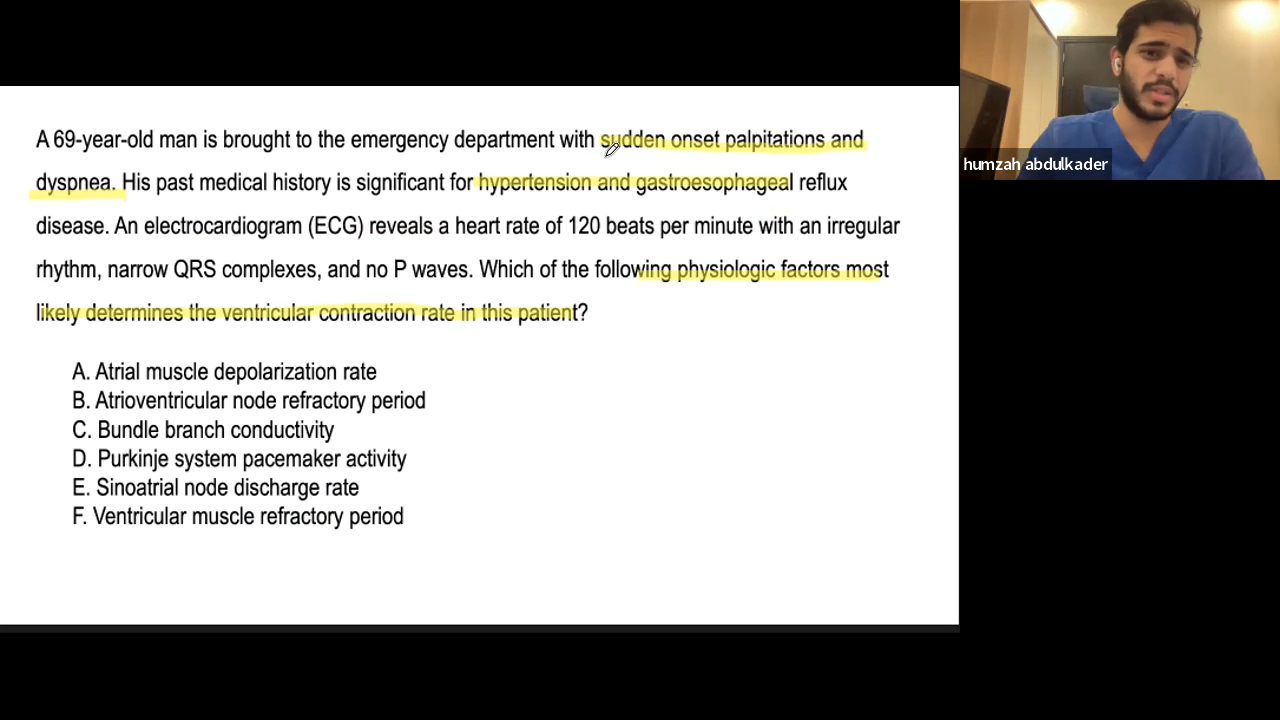 A 69-year-old man is brought to the emergency department with sudden onset palpitations and
dyspnea. His past medical history is significant for hypertension and gastroesophageal reflux
disease. An electrocardiogram (ECG) reveals a heart rate of 120 beats per minute with an irregular
rhythm, narrow QRS complexes, and no P waves. Which of the following physiologic factors most
likely determines the ventricular contraction rate in this patient?
A. Atrial muscle depolarization rate
B. Atrioventricular node refractory period
C. Bundle branch conductivity
D. Purkinje system pacemaker activity
E. Sinoatrial node discharge rate
F. Ventricular muscle refractory period
humzah abdulkader